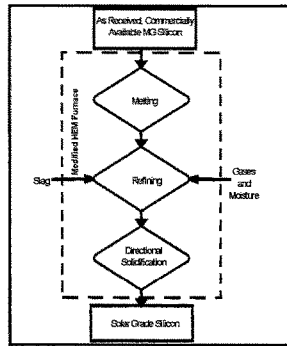 As Received, Commercially
Available MG Silicon
Modified HEM Furnace
Melting
Slag
Refining
Gases
and
Moisture
Directional
Solidification
Solar Grade Silicon